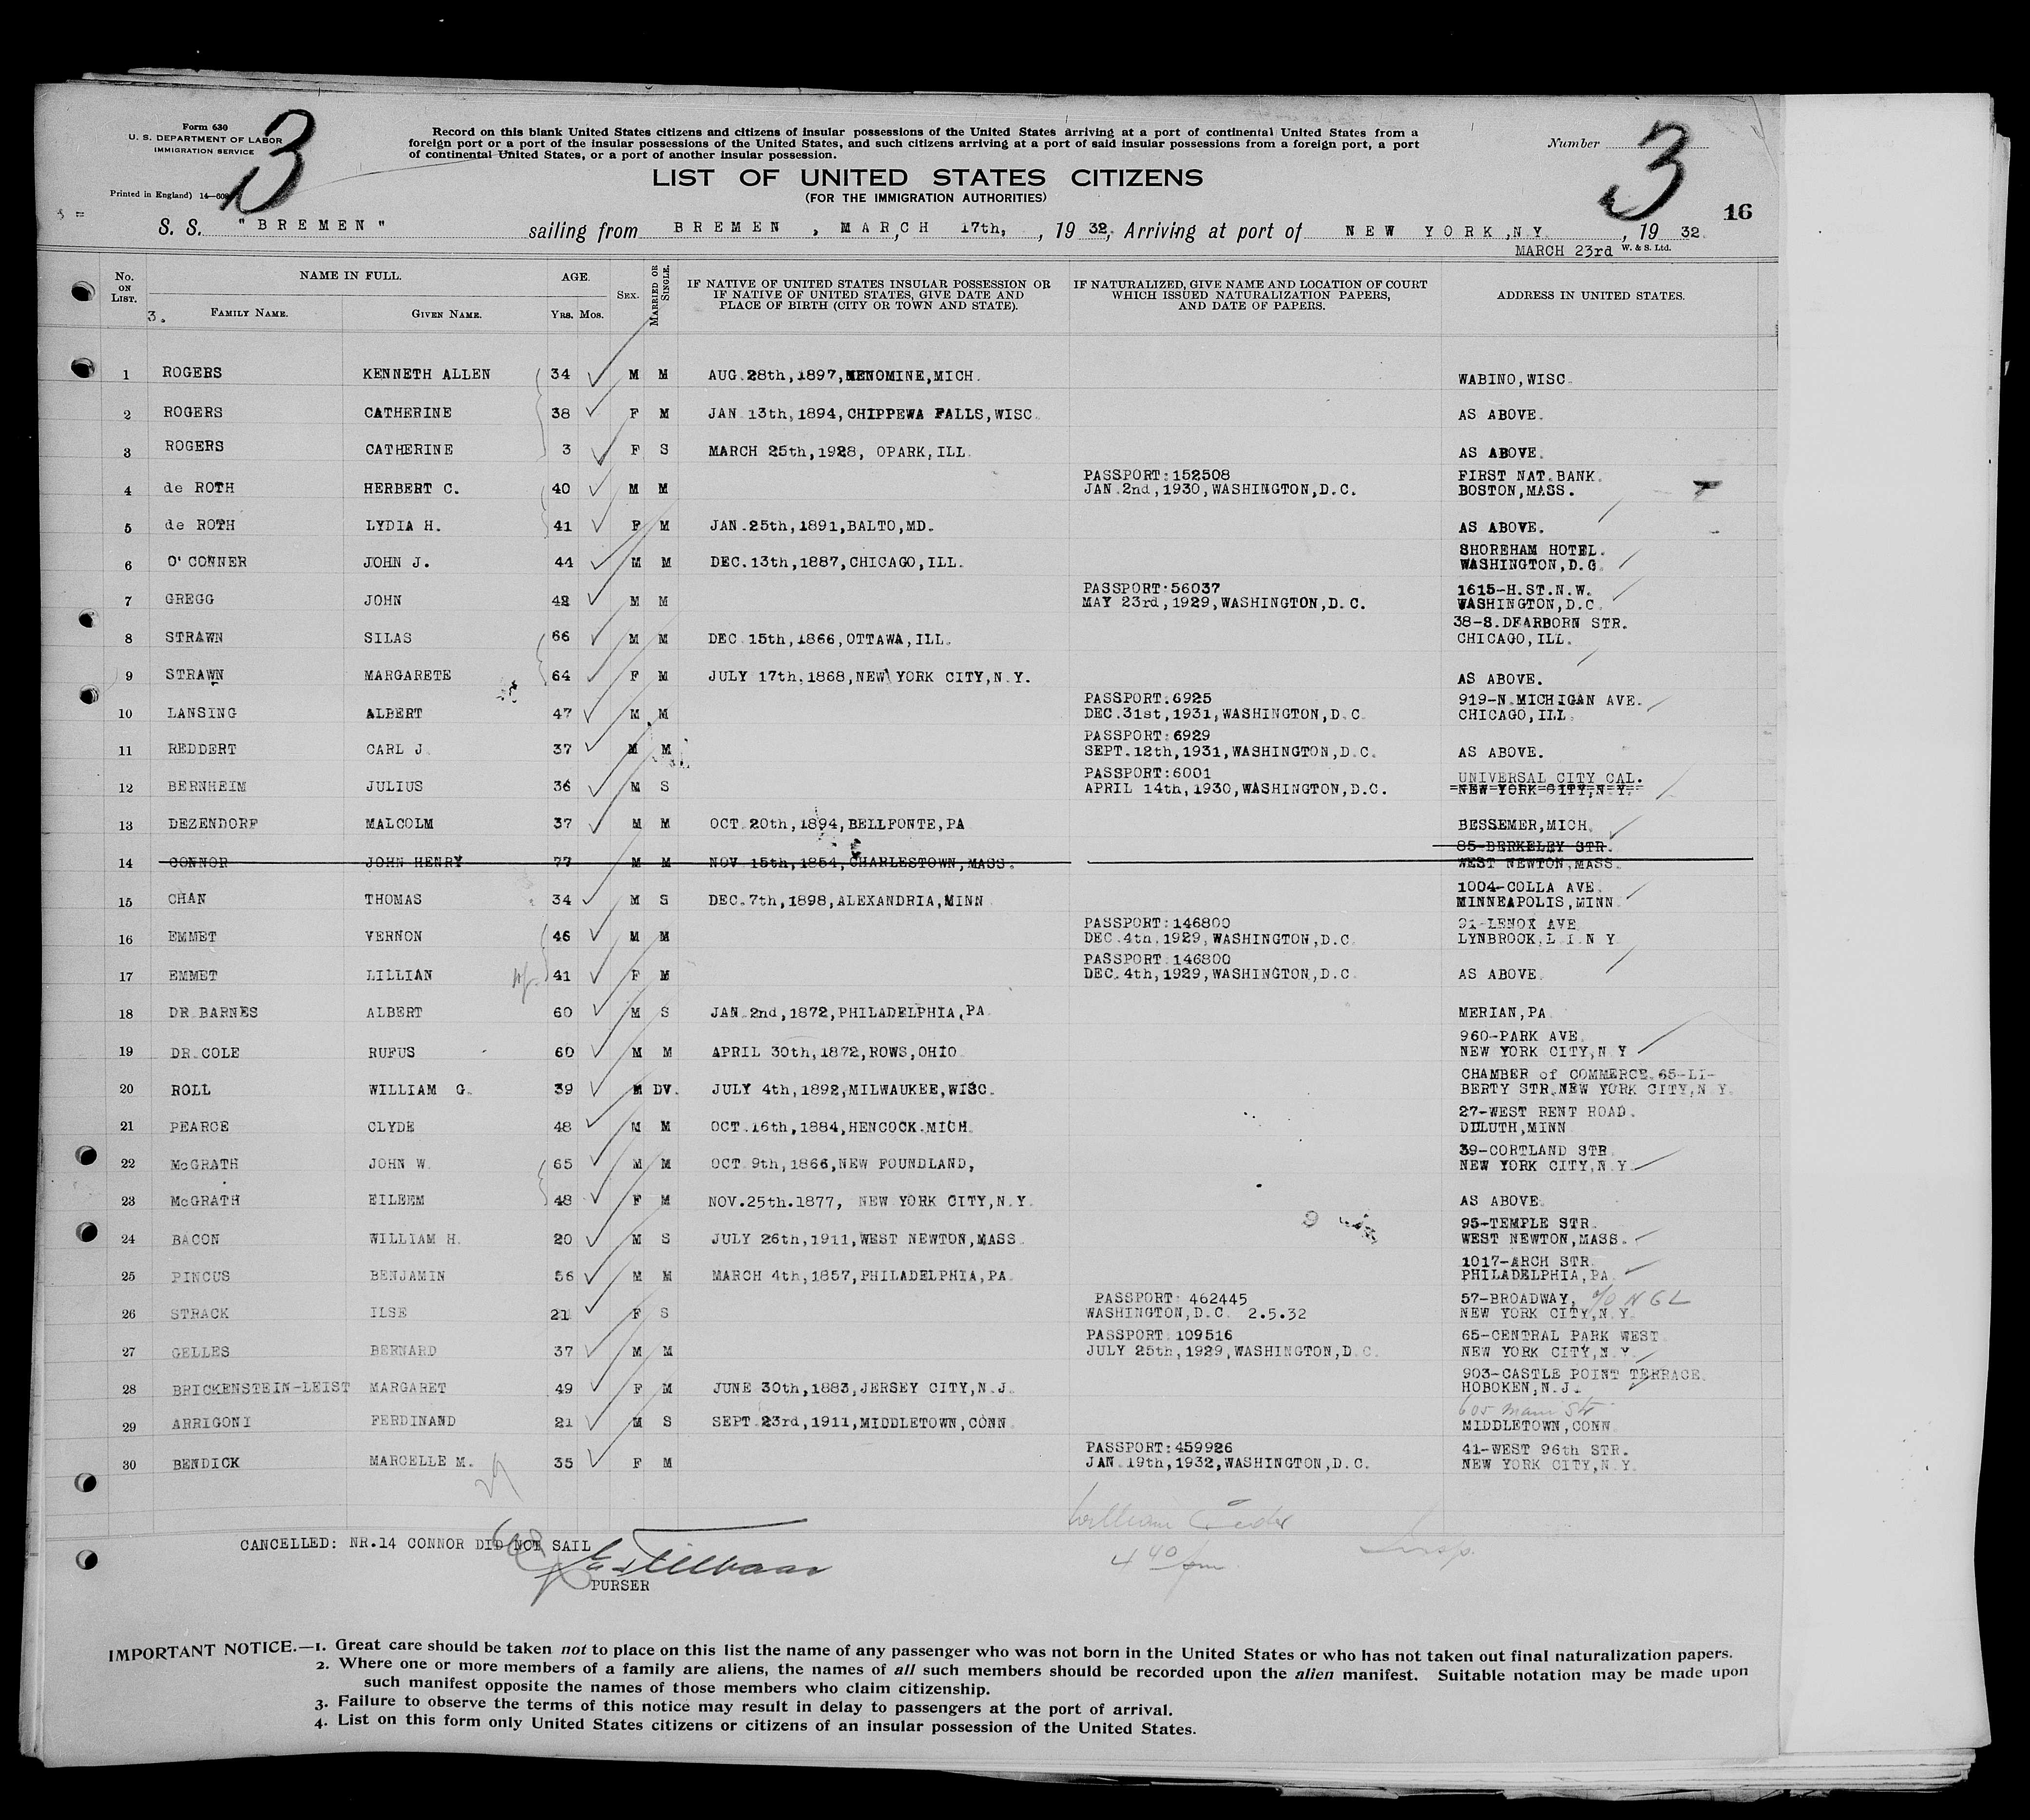 Form 630
U. S. DEPARTMENT OF LABOR
IMMIGRATION SERVICE
Printed in England) 14—
3
Record on this blank United States citizens and citizens of insular possessions of the United States arriving at a port of continental United States from a
foreign port or a port of the insular possessions of the United States, and such citizens arriving at a port of said insular possessions from a foreign port, a port
of continental United States, or a port of another insular possession.
Number
3
LIST OF UNITED STATES CITIZENS
(FOR THE IMMIGRATION AUTHORITIES)
16
S. S. "BREMEN" sailing from BREMEN, MARCH 17th, , 19 32, Arriving at port of NEW YORK, N.Y. , 19 32.
MARCH 23rd W. & S. Ltd.
No. ON LIST. NAME IN FULL. AGE. SEX. MARRIED OR SINGLE. IF NATIVE OF UNITED STATES INSULAR POSSESSION OR IF NATIVE OF UNITED STATES, GIVE DATE AND PLACE OF BIRTH (CITY OR TOWN AND STATE). IF NATURALIZED, GIVE NAME AND LOCATION OF COURT WHICH ISSUED NATURALIZATION PAPERS, AND DATE OF PAPERS. ADDRESS IN UNITED STATES.
3. FAMILY NAME. GIVEN NAME. YRS. MOS.
1 ROGERS KENNETH ALLEN 34 M M AUG.28th,1897,MENOMINE,MICH. WABINO,WISC.
2 ROGERS CATHERINE 38 F M JAN 13th,1894,CHIPPEWA FALLS,WISC. AS ABOVE.
3 ROGERS CATHERINE 3 F S MARCH 25th,1928, OPARK,ILL. AS ABOVE.
PASSPORT:152508 FIRST NAT.BANK.
4 de ROTH HERBERT C. 40 M M JAN.2nd,1930,WASHINGTON,D.C. BOSTON,MASS.
5 de ROTH LYDIA H. 41 F M JAN.25th,1891,BALTO,MD. AS ABOVE.
SHOREHAM HOTEL.
6 O'CONNER JOHN J. 44 M M DEC.13th,1887,CHICAGO,ILL. WASHINGTON,D.C.
PASSPORT:56037 1615-H.ST.N.W.
7 GREGG JOHN 42 M M MAY 23rd,1929,WASHINGTON,D.C. WASHINGTON,D.C.
38-S.DEARBORN STR.
8 STRAWN SILAS 66 M M DEC 15th,1866,OTTAWA,ILL. CHICAGO,ILL.
9 STRAWN MARGARETE 64 F M JULY 17th,1868,NEW YORK CITY,N.Y. AS ABOVE.
PASSPORT:6925 919-N.MICHIGAN AVE.
10 LANSING ALBERT 47 M M DEC.31st,1931,WASHINGTON,D.C. CHICAGO,ILL.
PASSPORT:6929
11 REDDERT CARL J. 37 M M SEPT.12th,1931,WASHINGTON,D.C. AS ABOVE.
PASSPORT:6001 UNIVERSAL CITY CAL.
12 BERNHEIM JULIUS 36 M S APRIL 14th,1930,WASHINGTON,D.C. NEW YORK CITY,N.Y.
13 DEZENDORF MALCOLM 37 M M OCT.20th,1894,BELLFONTE,PA BESSEMER,MICH.
85-BERKELEY STR.
14 CONNOR JOHN HENRY 77 M M NOV 15th,1854,CHARLESTOWN,MASS. WEST NEWTON,MASS.
1004-COLLA AVE.
15 CHAN THOMAS 34 M S DEC.7th,1898,ALEXANDRIA,MINN MINNEAPOLIS,MINN
PASSPORT:146800 LENOX AVE
16 EMMET VERNON 46 M M DEC.4th.1929,WASHINGTON,D.C. LYNBROOK.L.I.N Y
PASSPORT:146800
17 EMMET LILLIAN 41 F M DEC.4th,1929,WASHINGTON,D.C AS ABOVE.
18 DR.BARNES ALBERT 60 M S JAN.2nd,1872,PHILADELPHIA,PA. MERIAN,PA
960-PARK AVE.
19 DR.COLE RUFUS 60 M M APRIL 30th,1872,ROWS,OHIO NEW YORK CITY,N.Y
CHAMBER of COMMERCE.65-LI-
20 ROLL WILLIAM G. 39 M DV. JULY 4th,1892,MILWAUKEE,WISC. BERTY STR.NEW YORK CITY,N.Y.
27-WEST RENT ROAD.
21 PEARCE CLYDE 48 M M OCT.16th,1884,HENCOCK.MICH. DULUTH,MINN
39-CORTLAND STR.
22 McGRATH JOHN W. 65 M M OCT.9th,1866,NEW FOUNDLAND, NEW YORK CITY,N.Y.
23 McGRATH EILEEM 48 F M NOV.25th.1877, NEW YORK CITY,N.Y. AS ABOVE.
95-TEMPLE STR.
24 BACON WILLIAM H. 20 M S JULY 26th,1911,WEST NEWTON,MASS. WEST NEWTON,MASS.
1017-ARCH STR.
25 PINCUS BENJAMIN 56 M M MARCH 4th,1857,PHILADELPHIA,PA. PHILADELPHIA,PA.
PASSPORT: 462445 57-BROADWAY, c/o N G L
26 STRACK ILSE 21 F S WASHINGTON,D.C. 2.5.32 NEW YORK CITY,N.Y.
PASSPORT.109516 65-CENTRAL PARK WEST.
27 GELLES BERNARD 37 M M JULY 25th,1929,WASHINGTON,D.C. NEW YORK CITY,N.Y.
903-CASTLE POINT TERRACE.
28 BRICKENSTEIN-LEIST MARGARET 49 F M JUNE 30th,1883,JERSEY CITY,N.J. HOBOKEN,N.J.
605 Main Str
29 ARRIGONI FERDINAND 21 M S SEPT.23rd,1911,MIDDLETOWN,CONN. MIDDLETOWN,CONN.
PASSPORT:459926 41-WEST 96th STR.
30 BENDICK MARCELLE M. 35 F M JAN.19th,1932,WASHINGTON,D.C. NEW YORK CITY,N.Y.
29
William
CANCELLED: NR.14 CONNOR DID NOT SAIL
Insp.
4 40 pm
PURSER
IMPORTANT NOTICE.—1. Great care should be taken not to place on this list the name of any passenger who was not born in the United States or who has not taken out final naturalization papers.
2. Where one or more members of a family are aliens, the names of all such members should be recorded upon the alien manifest. Suitable notation may be made upon
such manifest opposite the names of those members who claim citizenship.
3. Failure to observe the terms of this notice may result in delay to passengers at the port of arrival.
4. List on this form only United States citizens or citizens of an insular possession of the United States.